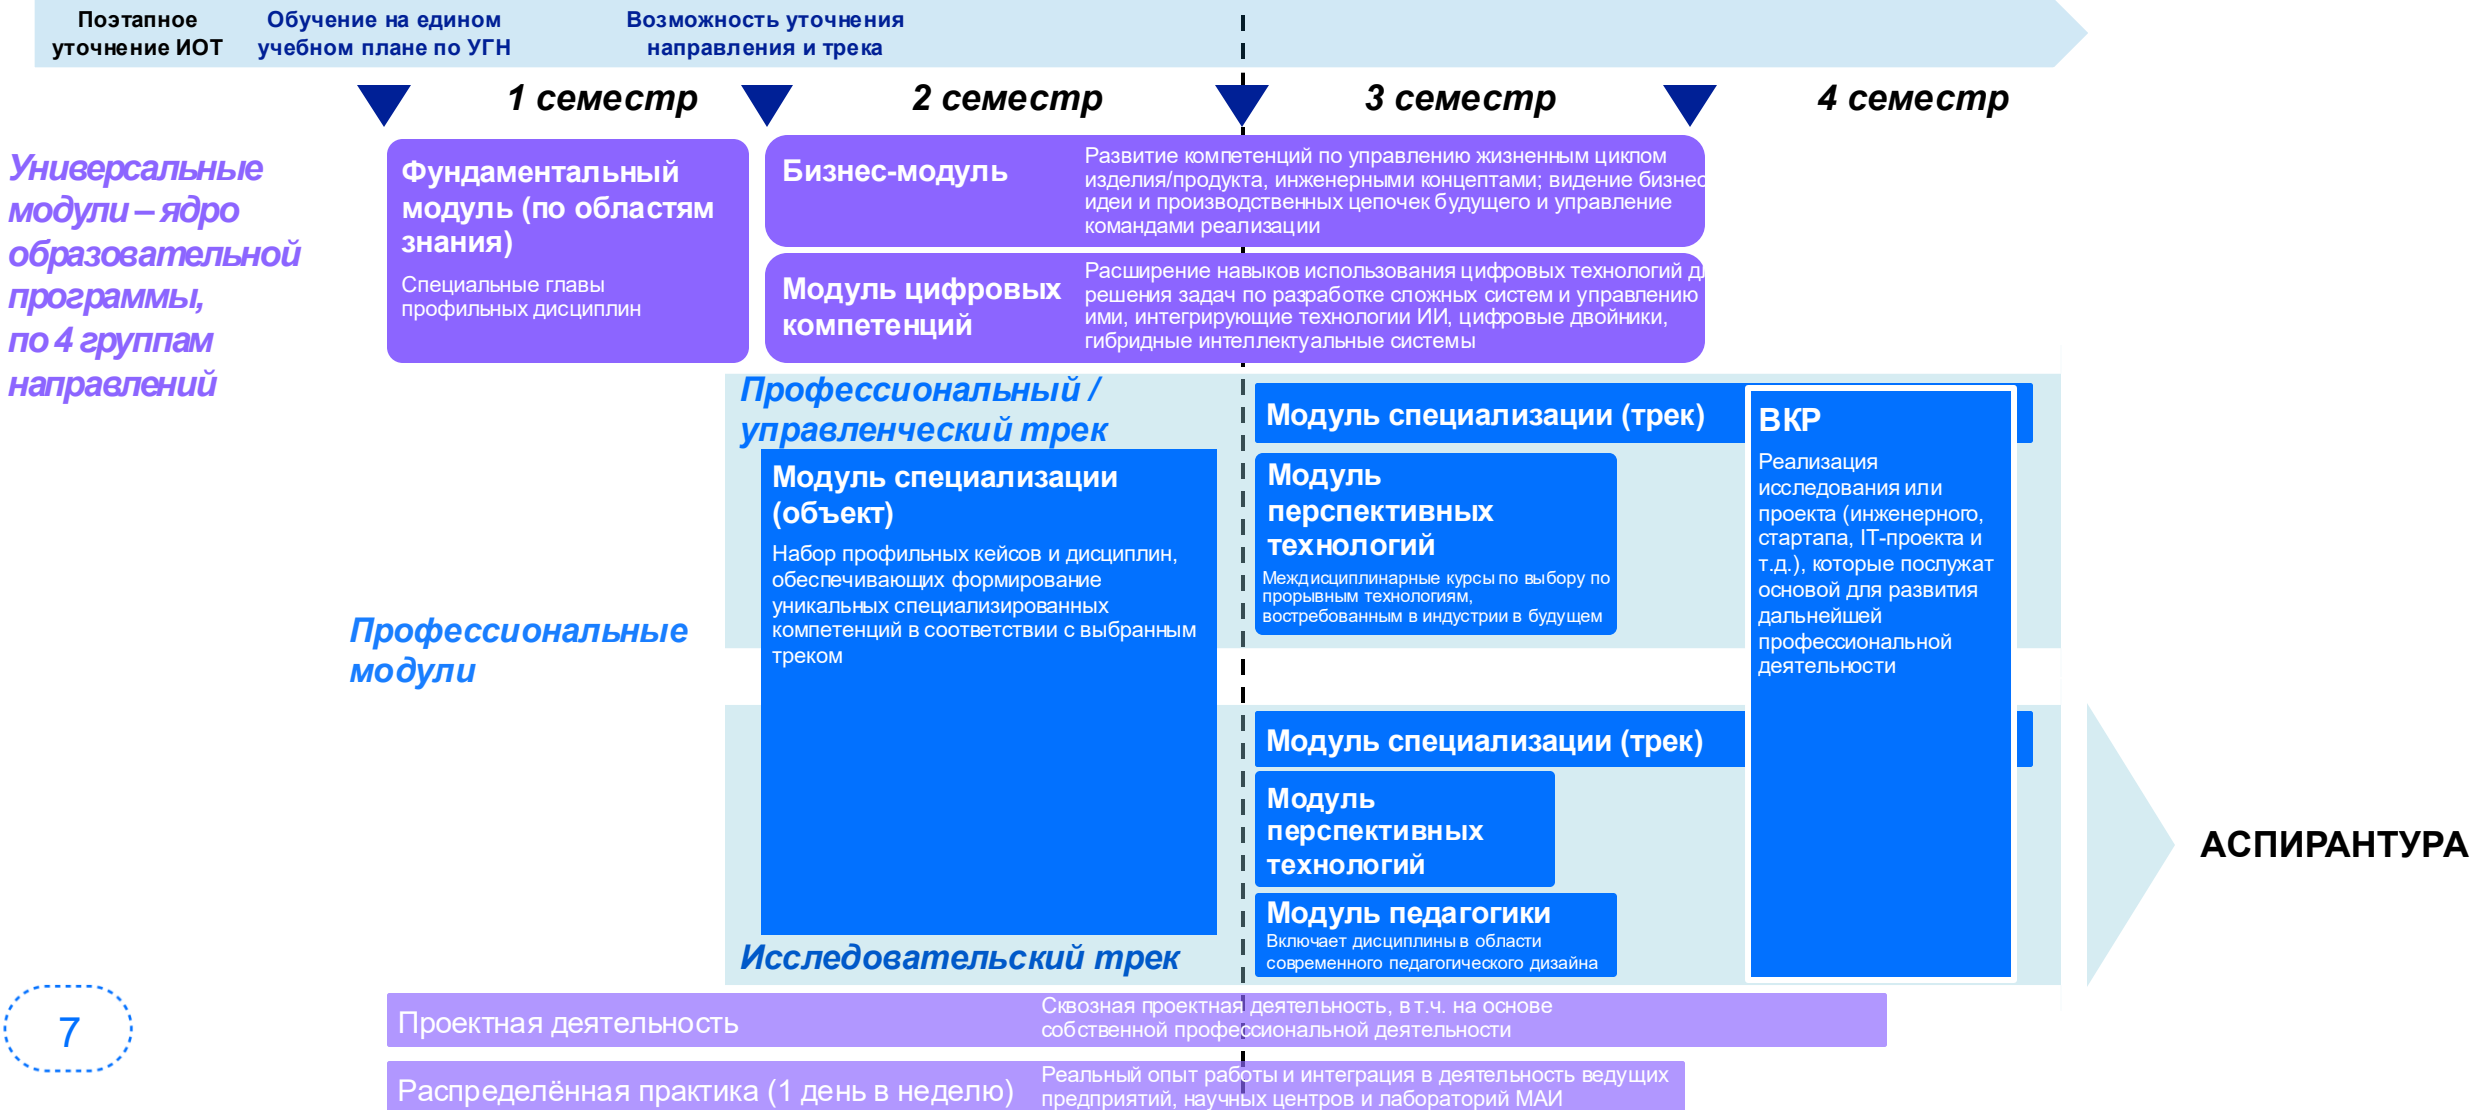 Поэтапное
уточнение ИОТ
Обучение на едином
учебном плане по УГН
Возможность уточнения
направления и трека
1 семестр
2 семестр
3 семестр
4 семестр
Универсальные
модули – ядро
образовательной
программы,
по 4 группам
направлений
Фундаментальный
модуль (по областям
знания)
Специальные главы
профильных дисциплин
Бизнес-модуль
Развитие компетенций по управлению жизненным циклом
изделия/продукта, инженерными концептами; видение бизнес
идеи и производственных цепочек будущего и управление
командами реализации
Модуль цифровых
компетенций
Расширение навыков использования цифровых технологий д
решения задач по разработке сложных систем и управлению
ими, интегрирующие технологии ИИ, цифровые двойники,
гибридные интеллектуальные системы
Профессиональные
модули
Профессиональный /
управленческий трек
Модуль специализации
(объект)
Набор профильных кейсов и дисциплин,
обеспечивающих формирование
уникальных специализированных
компетенций в соответствии с выбранным
треком
Исследовательский трек
Модуль специализации (трек)
Модуль
перспективных
технологий
Междисциплинарные курсы по выбору по
прорывным технологиям,
востребованным в индустрии в будущем
Модуль специализации (трек)
Модуль
перспективных
технологий
Модуль педагогики
Включает дисциплины в области
современного педагогического дизайна
ВКР
Реализация
исследования или
проекта (инженерного,
стартапа, IT-проекта и
т.д.), которые послужат
основой для развития
дальнейшей
профессиональной
деятельности
АСПИРАНТУРА
Проектная деятельность
Сквозная проектная деятельность, в т.ч. на основе
собственной профессиональной деятельности
Распределённая практика (1 день в неделю)
Реальный опыт работы и интеграция в деятельность ведущих
предприятий, научных центров и лабораторий МАИ
7